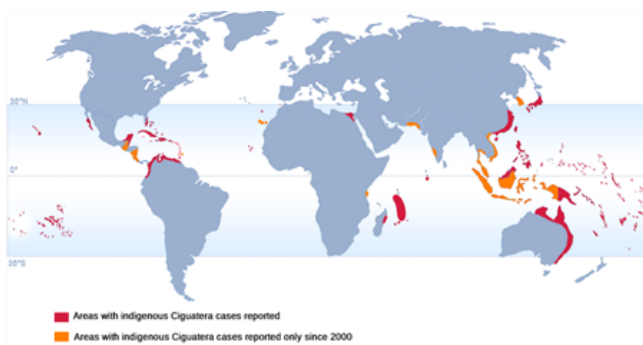 35°N
0°
35°S
Areas with indigenous Ciguatera cases reported
Areas with indigenous Ciguatera cases reported only since 2000